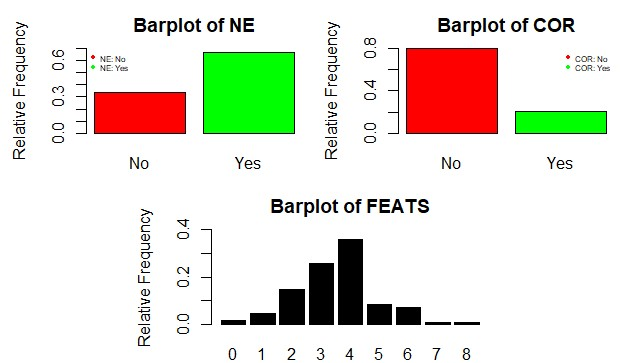 Barplot of NE
Relative Frequency
0.0 0.3 0.6
NE: No
NE: Yes
No Yes
Barplot of COR
Relative Frequency
0.0 0.4 0.8
COR: No
COR: Yes
No Yes
Barplot of FEATS
Relative Frequency
0.0 0.2 0.4
0 1 2 3 4 5 6 7 8